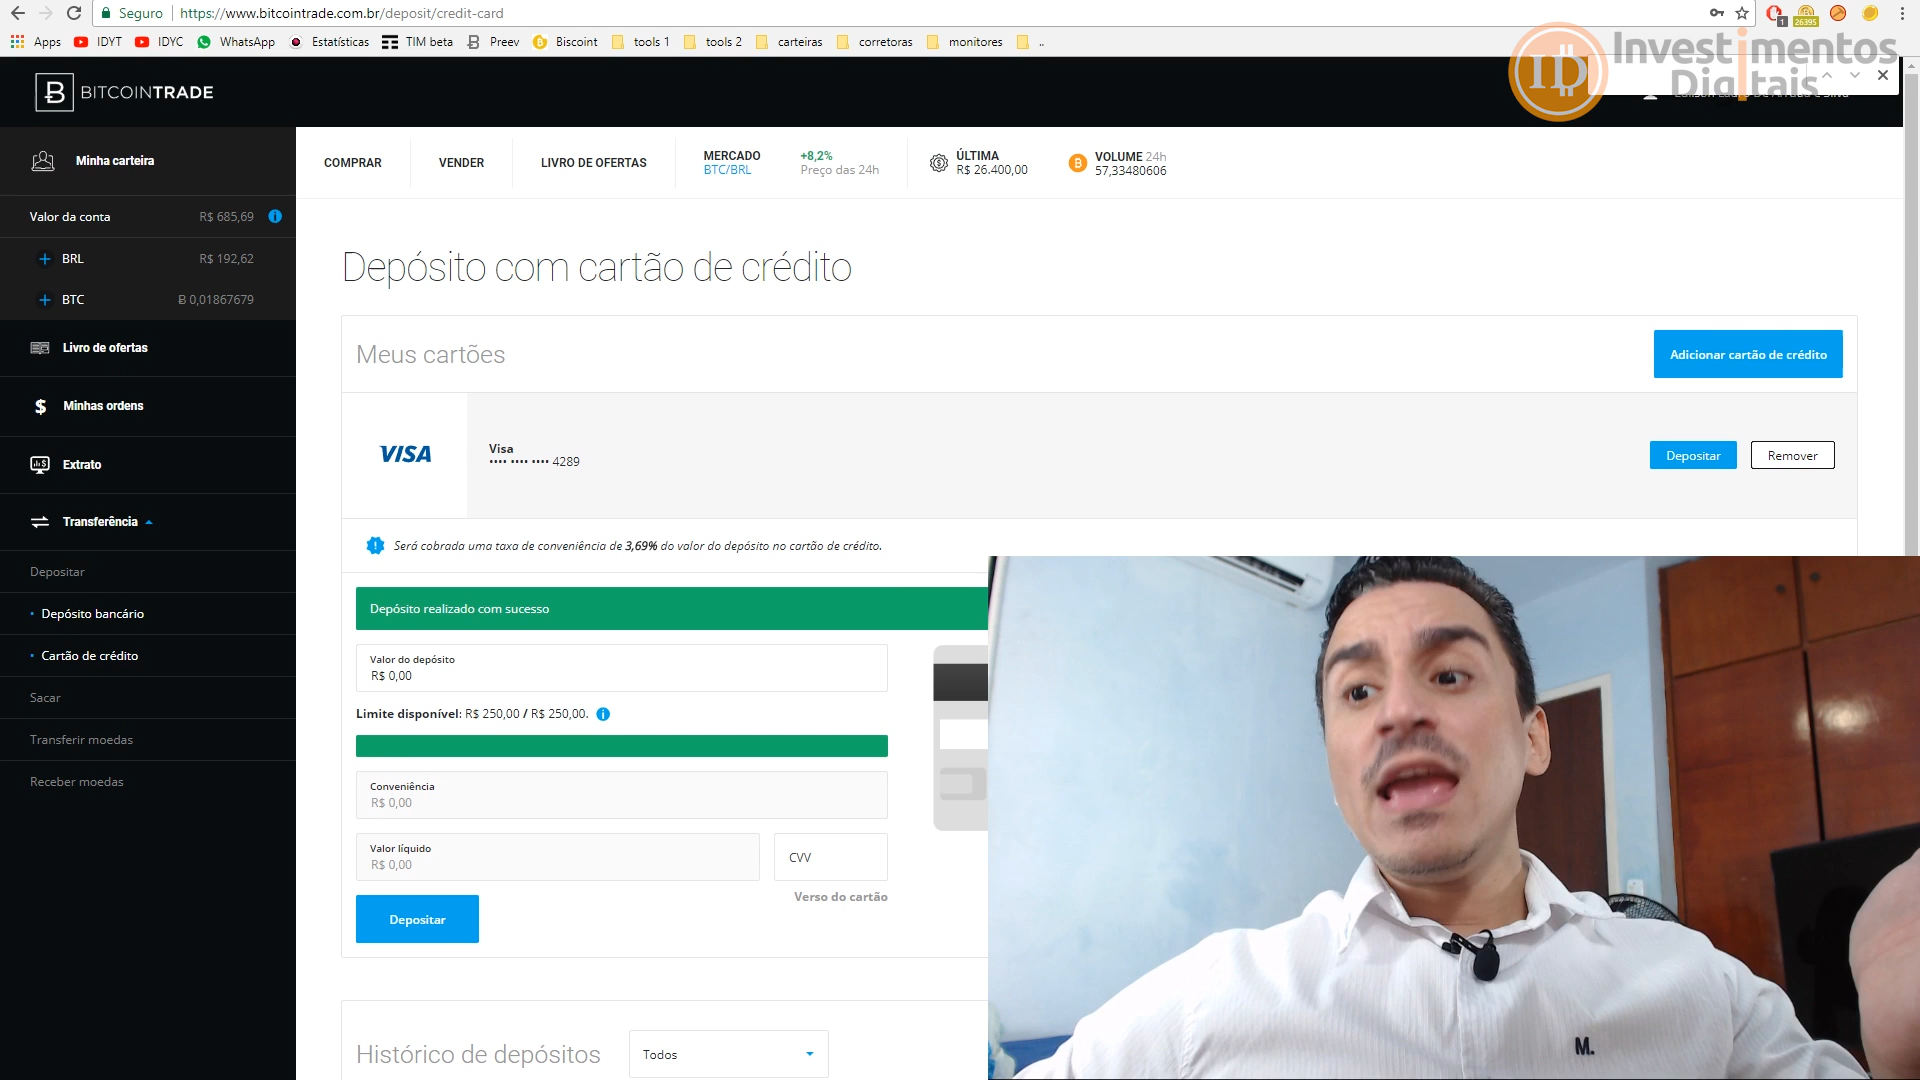 Seguro https://www.bitcointrade.com.br/deposit/credit-card
1
26395
Apps IDYT IDYC WhatsApp Estatísticas TIM beta Preev Biscoint tools 1 tools 2 carteiras corretoras monitores ..
ID
Investimentos
Digitais
BITCOINTRADE
Minha carteira
COMPRAR VENDER LIVRO DE OFERTAS
MERCADO
BTC/BRL
+8,2%
Preço das 24h
ÚLTIMA
R$ 26.400,00
VOLUME 24h
57,33480606
Valor da conta R$ 685,69
BRL R$ 192,62
BTC Ƀ 0,01867679
Livro de ofertas
Minhas ordens
Extrato
Transferência
Depositar
Depósito bancário
Cartão de crédito
Sacar
Transferir moedas
Receber moedas
Depósito com cartão de crédito
Meus cartões
Adicionar cartão de crédito
VISA
Visa
•••• •••• •••• 4289
Depositar
Remover
Será cobrada uma taxa de conveniência de 3,69% do valor do depósito no cartão de crédito.
Depósito realizado com sucesso
Valor do depósito
R$ 0,00
Limite disponível: R$ 250,00 / R$ 250,00.
Conveniência
R$ 0,00
Valor líquido
R$ 0,00
CVV
Verso do cartão
Depositar
Histórico de depósitos
Todos
M.